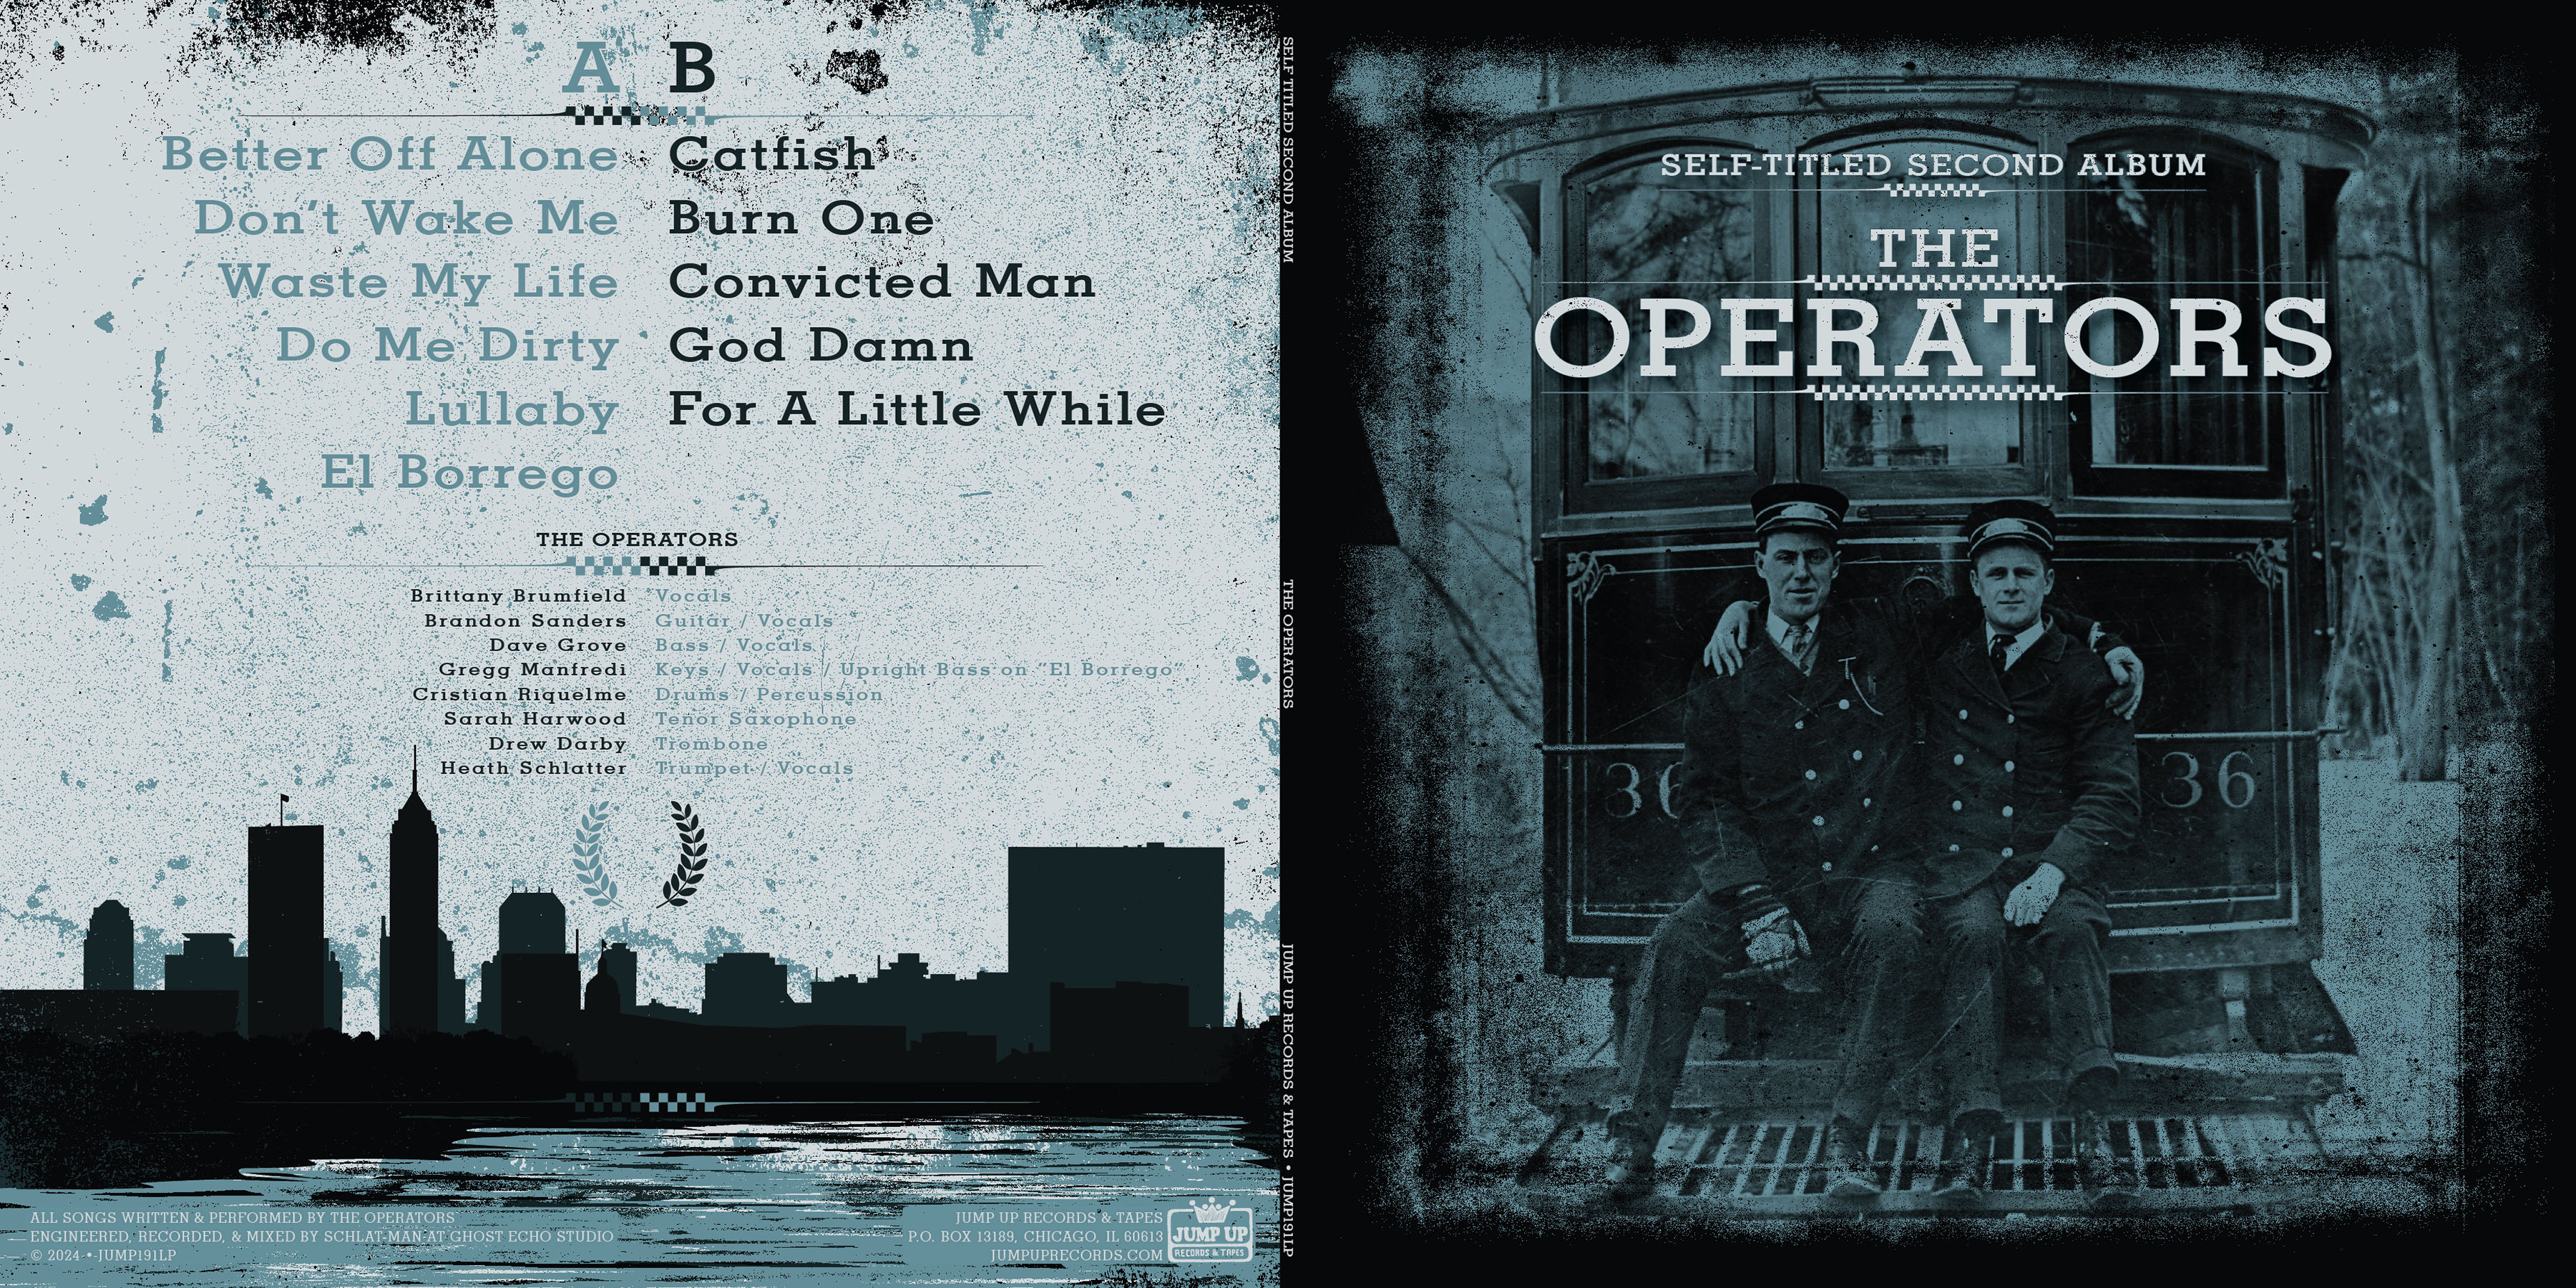 A B
Better Off Alone
Don't Wake Me
Waste My Life
Do Me Dirty
Lullaby
El Borrego
Catfish
Burn One
Convicted Man
God Damn
For A Little While
THE OPERATORS
Brittany Brumfield Vocals
Brandon Sanders Guitar / Vocals
Dave Grove Bass / Vocals
Gregg Manfredi Keys / Vocals / Upright Bass on "El Borrego"
Cristian Riquelme Drums / Percussion
Sarah Harwood Tenor Saxophone
Drew Darby Trombone
Heath Schlatter Trumpet / Vocals
ALL SONGS WRITTEN & PERFORMED BY THE OPERATORS
ENGINEERED, RECORDED, & MIXED BY SCHLAT-MAN AT GHOST ECHO STUDIO
© 2024 • JUMP191LP
JUMP UP RECORDS & TAPES
P.O. BOX 13189, CHICAGO, IL 60613
JUMPUPRECORDS.COM
JUMP UP
RECORDS & TAPES
SELF TITLED SECOND ALBUM
THE OPERATORS
JUMP UP RECORDS & TAPES • JUMP191LP
SELF-TITLED SECOND ALBUM
THE
OPERATORS
36 36